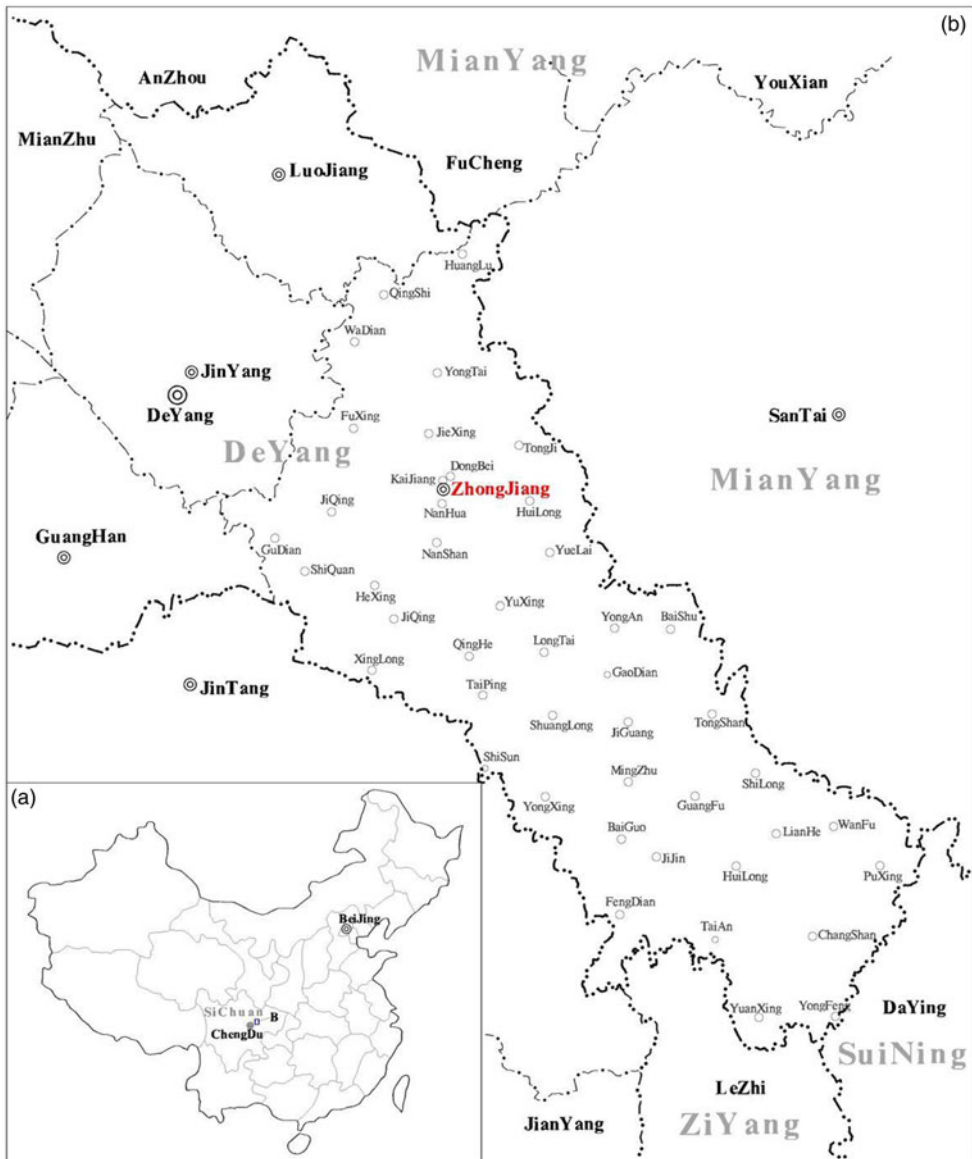 (b)
MianYang
AnZhou
YouXian
MianZhu
FuCheng
LuoJiang
HuangLu
QingShi
WaDian
YongTai
JinYang
DeYang
SanTai
FuXing
JieXing
TongJi
DeYang
DongBei
KaiJiang
MianYang
ZhongJiang
JiQing
NanHua
HuiLong
GuangHan
GuDian
NanShan
YueLai
ShiQuan
HeXing
YuXing
JiQing
YongAn
BaiShu
QingHe
LongTai
XingLong
GaoDian
JinTang
TaiPing
ShuangLong
JiGuang
TongShan
ShiSun
MingZhu
ShiLong
YongXing
GuangFu
BaiGuo
LianHe
WanFu
JiJin
HuiLong
PuXing
FengDian
TaiAn
ChangShan
YuanXing
YongFeng
DaYing
SuiNing
LeZhi
JianYang
ZiYang
(a)
BeiJing
SiChuan
B
ChengDu